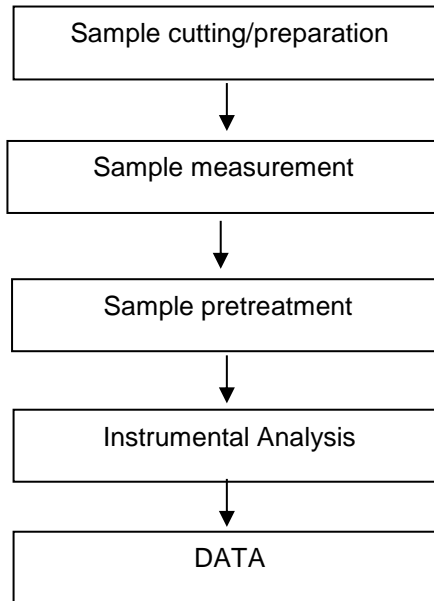 Sample cutting/preparation
Sample measurement
Sample pretreatment
Instrumental Analysis
DATA